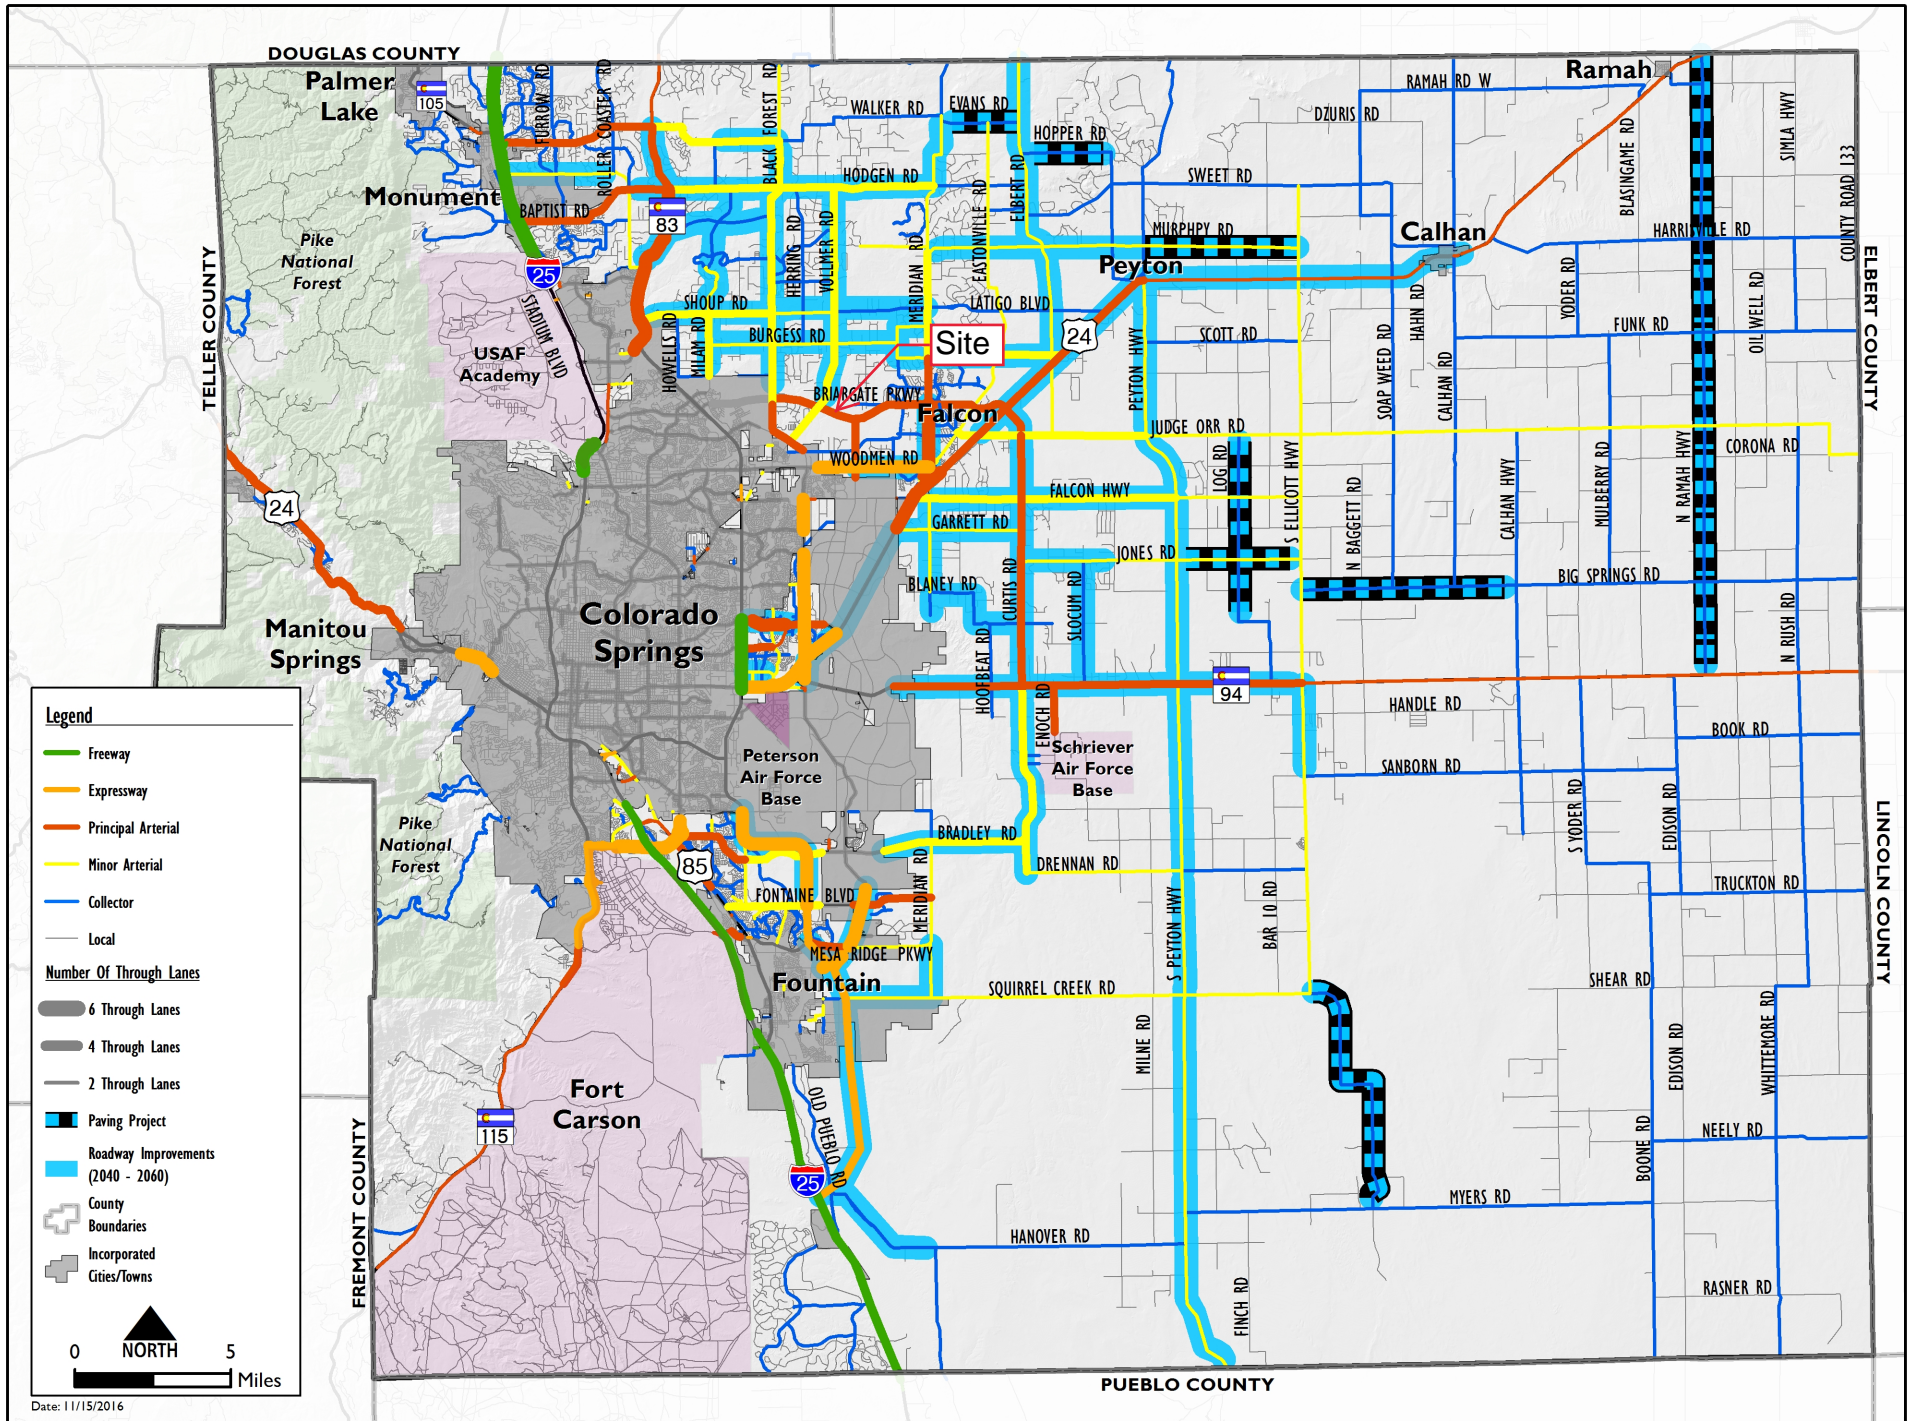 DOUGLAS COUNTY
Palmer
Lake
105
FURROW RD
ROLLER COASTER RD
BLACK FOREST RD
WALKER RD
EVANS RD
HOPPER RD
RAMAH RD W
Ramah
DZURIS RD
BLASINGAME RD
SIMLA HWY
COUNTY ROAD 133
Monument
BAPTIST RD
83
HODGEN RD
SWEET RD
ELBERT RD
EASTONVILLE RD
MERIDIAN RD
HERRING RD
VOLLMER RD
MURPHPY RD
Calhan
HARRISVILLE RD
Peyton
Pike
National
Forest
25
STADIUM BLVD
TELLER COUNTY
ELBERT COUNTY
SHOUP RD
LATIGO BLVD
HOWELLS RD
MILAM RD
BURGESS RD
Site
24
PEYTON HWY
SCOTT RD
SOAP WEED RD
HAHN RD
CALHAN RD
YODER RD
FUNK RD
OIL WELL RD
USAF
Academy
BRIARGATE PKWY
Falcon
JUDGE ORR RD
CORONA RD
WOODMEN RD
LOG RD
S ELLICOTT HWY
N BAGGETT RD
CALHAN HWY
MULBERRY RD
N RAMAH HWY
24
FALCON HWY
GARRETT RD
JONES RD
BLANEY RD
CURTIS RD
SLOCUM RD
HOOFBEAT RD
BIG SPRINGS RD
N RUSH RD
Colorado
Springs
Manitou
Springs
94
ENOCH RD
HANDLE RD
BOOK RD
Schriever
Air Force
Base
SANBORN RD
Peterson
Air Force
Base
S YODER RD
EDISON RD
LINCOLN COUNTY
Pike
National
Forest
85
BRADLEY RD
DRENNAN RD
FONTAINE BLVD
MERIDIAN RD
TRUCKTON RD
S PEYTON HWY
BAR 10 RD
MESA RIDGE PKWY
Fountain
SQUIRREL CREEK RD
SHEAR RD
MILNE RD
EDISON RD
WHITTEMORE RD
Fort
Carson
115
OLD PUEBLO RD
25
BOONE RD
NEELY RD
MYERS RD
HANOVER RD
FINCH RD
RASNER RD
FREMONT COUNTY
PUEBLO COUNTY
Legend
Freeway
Expressway
Principal Arterial
Minor Arterial
Collector
Local
Number Of Through Lanes
6 Through Lanes
4 Through Lanes
2 Through Lanes
Paving Project
Roadway Improvements
(2040 - 2060)
County
Boundaries
Incorporated
Cities/Towns
NORTH
0 5
Miles
Date: 11/15/2016